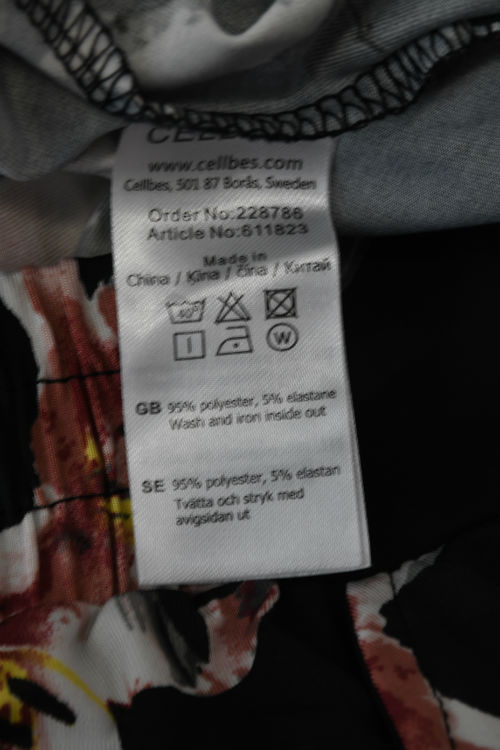 www.cellbes.com
Cellbes, 501 87 Borås, Sweden
Order No:228786
Article No:611823
Made in
China / Kina / čína / Китай
40°
W
GB 95% polyester, 5% elastane
Wash and iron inside out
SE 95% polyester, 5% elastan
Tvätta och stryk med
avigsidan ut